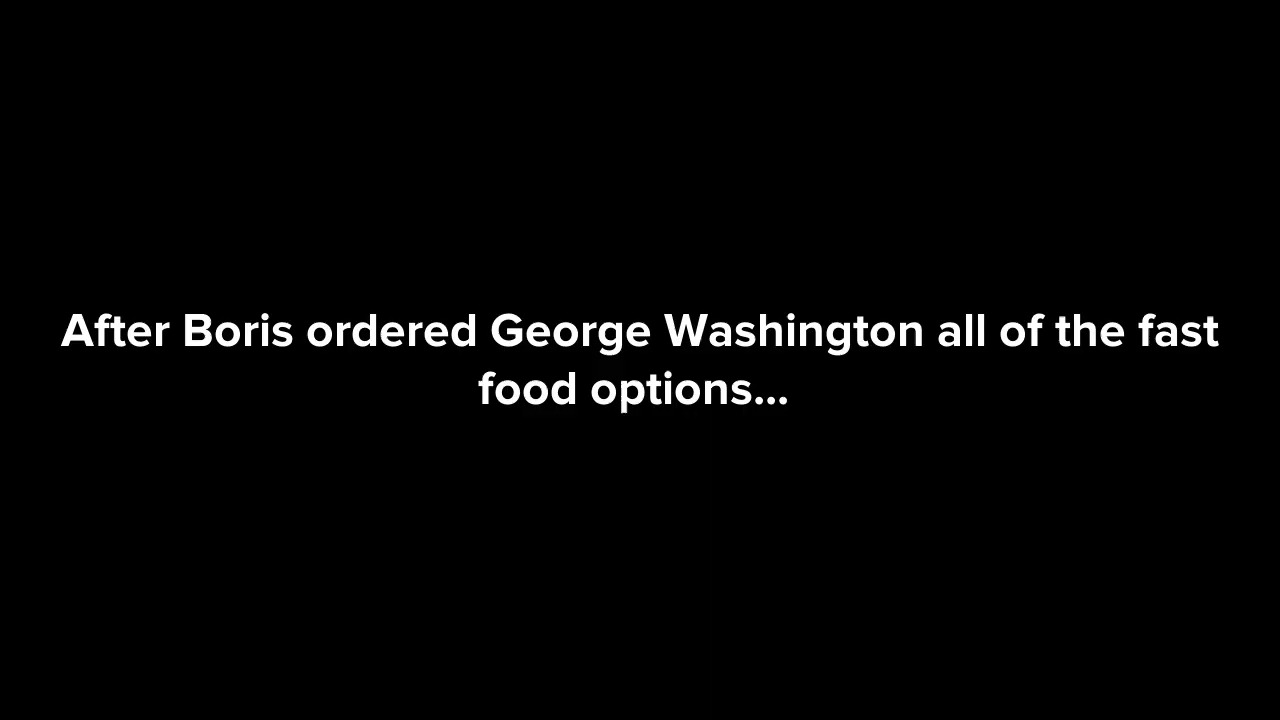 After Boris ordered George Washington all of the fast
food options...